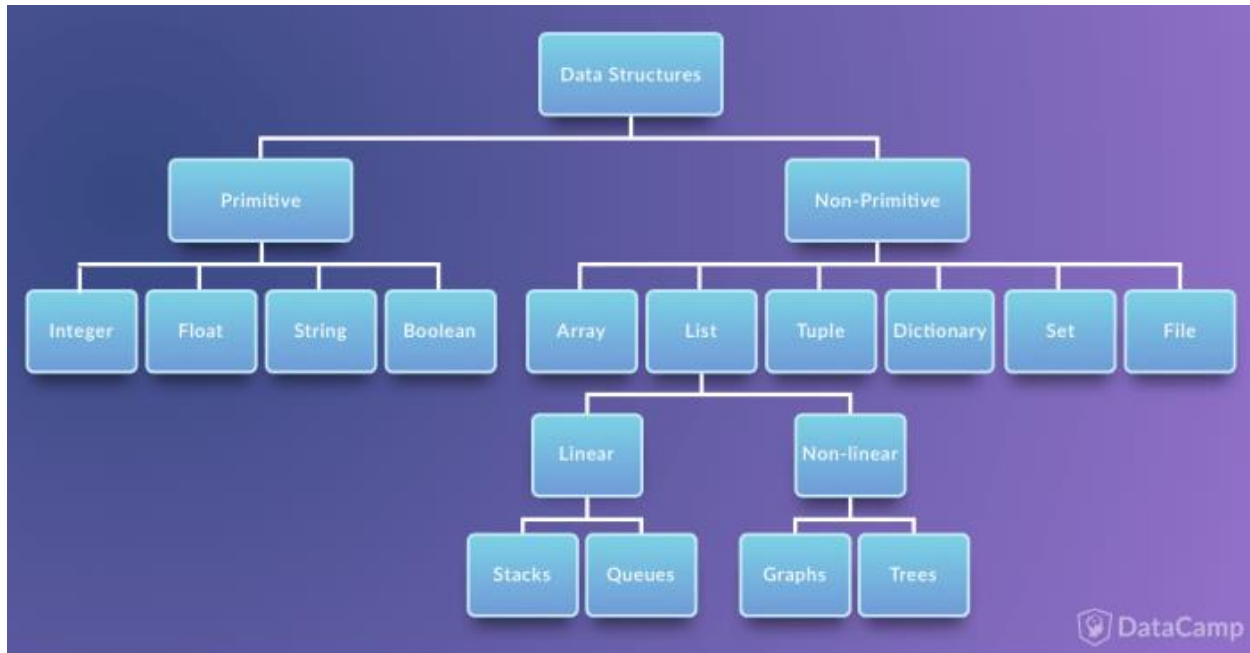 Data Structures
Primitive
Non-Primitive
Integer
Float
String
Boolean
Array
List
Tuple
Dictionary
Set
File
Linear
Non-linear
Stacks
Queues
Graphs
Trees
DataCamp